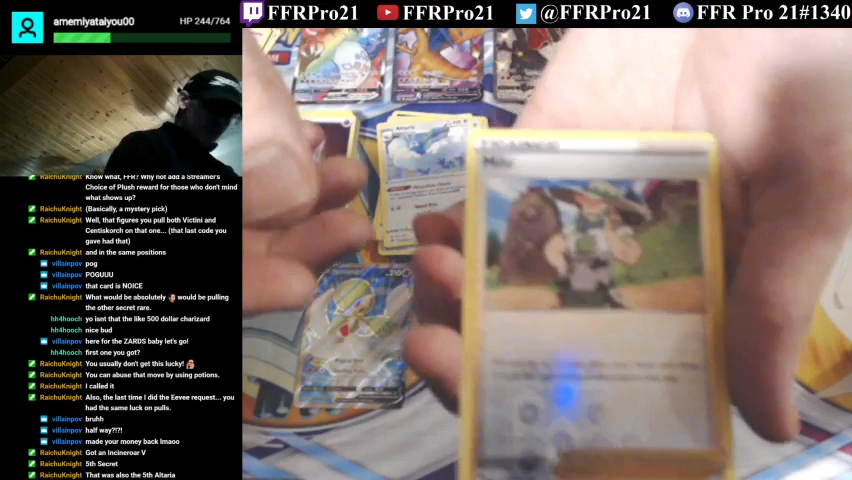 amemiyataiyou00
HP 244/764
FFRPro21
FFRPro21
@FFRPro21
FFR Pro 21#1340
RaichuKnight Know what, FFR? Why not add a Streamer's
Choice of Plush reward for those who don't mind
what shows up?
RaichuKnight (Basically, a mystery pick)
RaichuKnight Well, that figures you pull both Victini and
Centiskorch on that one... (that last code you
gave had that)
RaichuKnight and in the same positions
villainpov pog
villainpov POGUUU
villainpov that card is NOICE
RaichuKnight What would be absolutely would be pulling
the other secret rare.
hh4hooch yo isnt that the like 500 dollar charizard
hh4hooch nice bud
villainpov here for the ZARDS baby let's go!
hh4hooch first one you got?
RaichuKnight You usually don't get this lucky!
RaichuKnight You can abuse that move by using potions.
RaichuKnight I called it
RaichuKnight Also, the last time I did the Eevee request... you
had the same luck on pulls.
villainpov bruhh
villainpov half way?!?!
villainpov made your money back lmaoo
RaichuKnight Got an Incineroar V
RaichuKnight 5th Secret
RaichuKnight That was also the 5th Altaria
Altaria
Milo
210